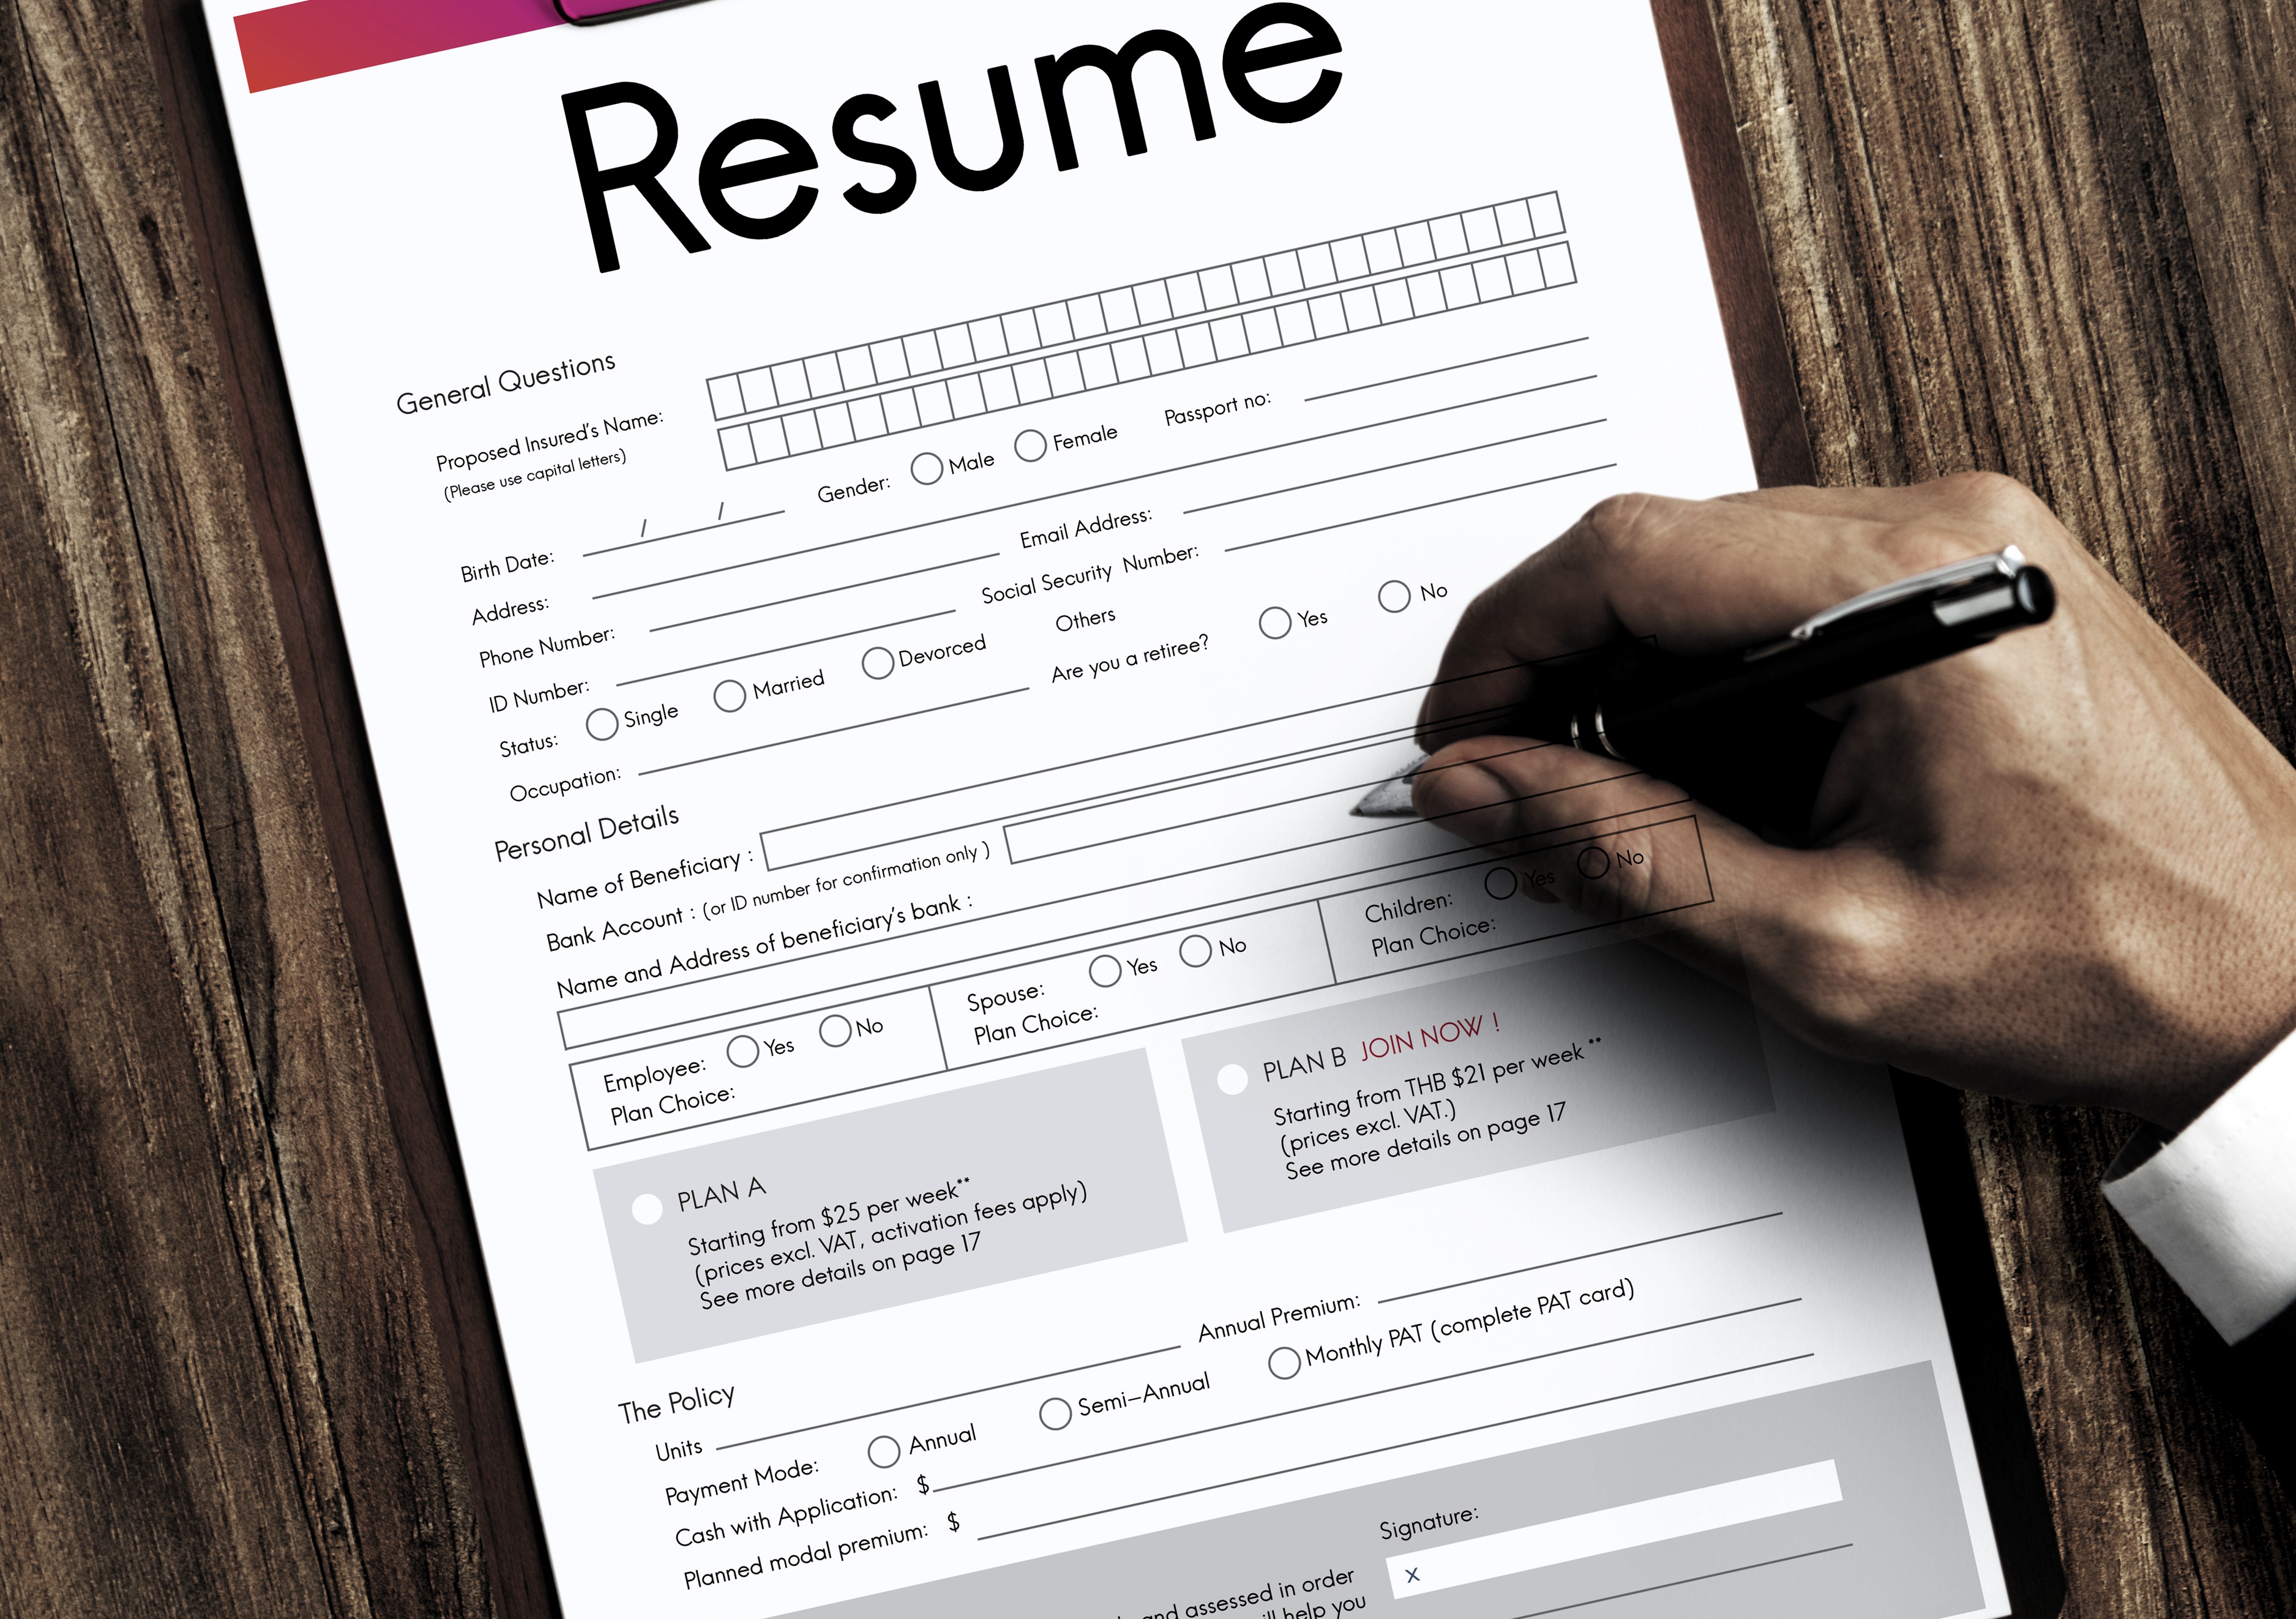 Resume
General Questions
Proposed Insured's Name:
(Please use capital letters)
Birth Date: / / Gender: Male Female Passport no:
Address:
Phone Number: Email Address:
ID Number: Social Security Number:
Status: Single Married Devorced Others
Occupation: Are you a retiree? Yes No
Personal Details
Name of Beneficiary :
Bank Account : (or ID number for confirmation only )
Name and Address of beneficiary's bank :
Employee: Yes No Spouse: Yes No Children: Yes No
Plan Choice: Plan Choice: Plan Choice:
PLAN A
Starting from $25 per week**
(prices excl. VAT, activation fees apply)
See more details on page 17
PLAN B JOIN NOW !
Starting from THB $21 per week **
(prices excl. VAT.)
See more details on page 17
The Policy
Units Annual Premium:
Payment Mode: Annual Semi-Annual Monthly PAT (complete PAT card)
Cash with Application: $
Planned modal premium: $
and assessed in order
help you
Signature:
x